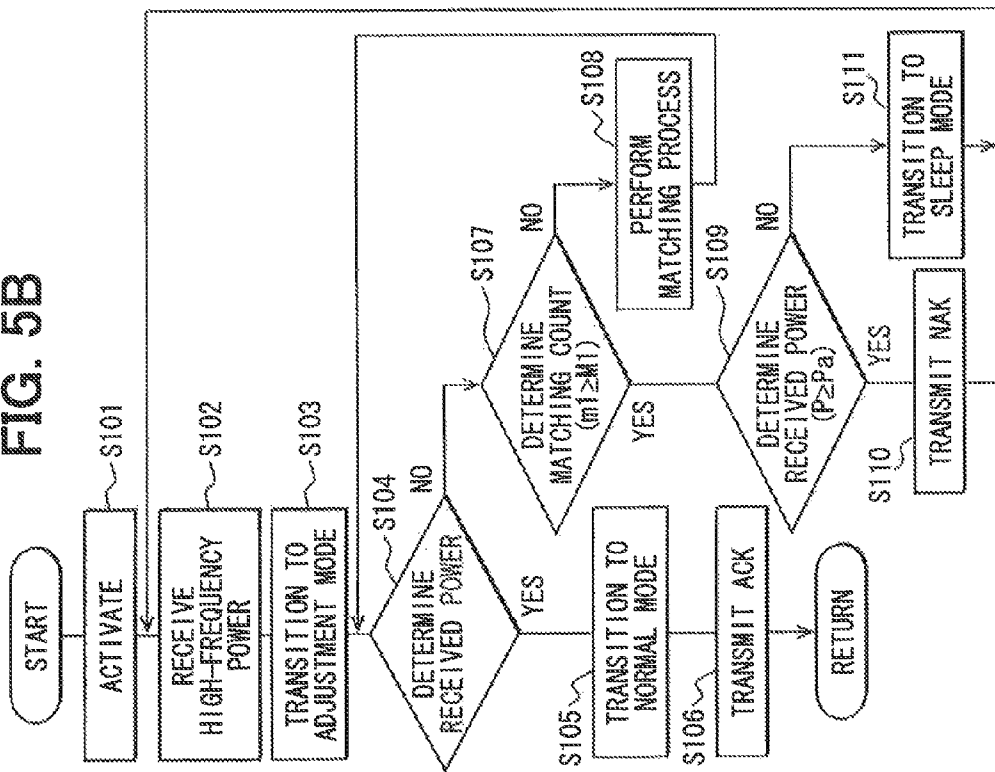 FIG. 5B
START
ACTIVATE
S101
RECEIVE
HIGH-FREQUENCY
POWER
S102
TRANSITION TO
ADJUSTMENT MODE
S103
DETERMINE
RECEIVED POWER
S104
NO
YES
S105
TRANSITION TO
NORMAL MODE
S106
TRANSMIT ACK
RETURN
DETERMINE
MATCHING COUNT
(m1≥M1)
S107
NO
YES
PERFORM
MATCHING PROCESS
S108
DETERMINE
RECEIVED POWER
(P≥Pa)
S109
NO
YES
S110
TRANSMIT NAK
TRANSITION TO
SLEEP MODE
S111